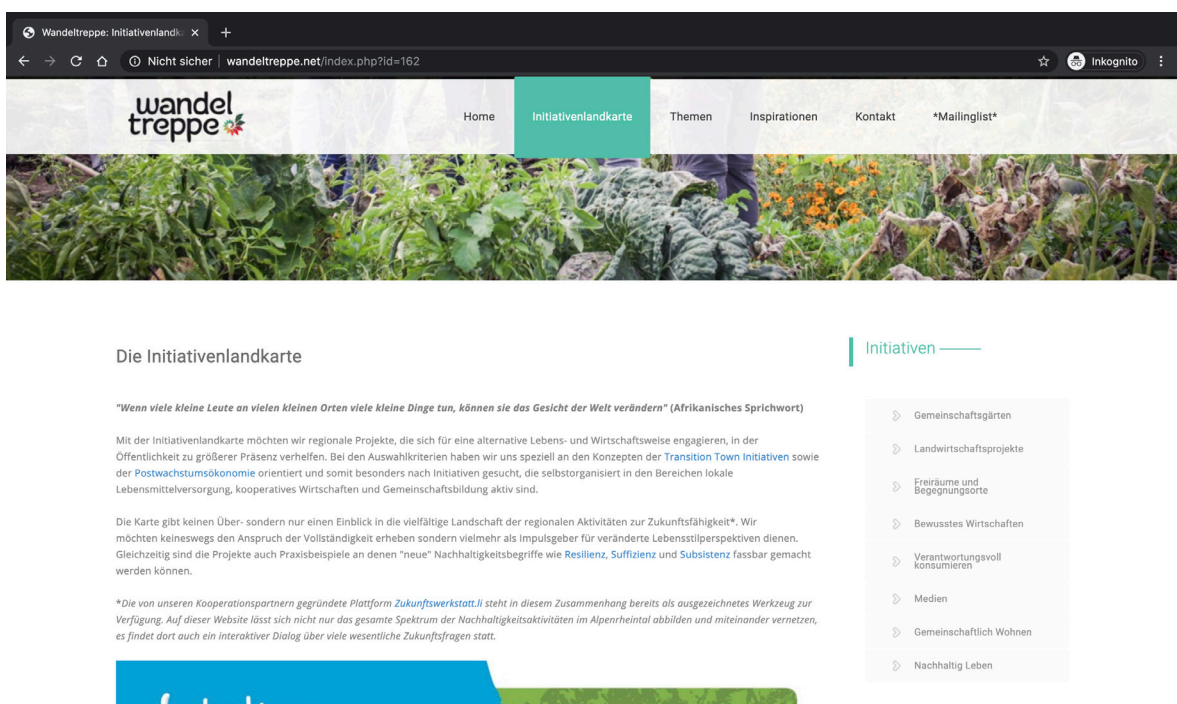 Wandeltreppe: Initiativenlandk
Nicht sicher | wandeltreppe.net/index.php?id=162
Inkognito
wandel
treppe
Home Initiativenlandkarte Themen Inspirationen Kontakt *Mailinglist*
Die Initiativenlandkarte
"Wenn viele kleine Leute an vielen kleinen Orten viele kleine Dinge tun, können sie das Gesicht der Welt verändern" (Afrikanisches Sprichwort)
Mit der Initiativenlandkarte möchten wir regionale Projekte, die sich für eine alternative Lebens- und Wirtschaftsweise engagieren, in der
Öffentlichkeit zu größerer Präsenz verhelfen. Bei den Auswahlkriterien haben wir uns speziell an den Konzepten der Transition Town Initiativen sowie
der Postwachstumsökonomie orientiert und somit besonders nach Initiativen gesucht, die selbstorganisiert in den Bereichen lokale
Lebensmittelversorgung, kooperatives Wirtschaften und Gemeinschaftsbildung aktiv sind.
Die Karte gibt keinen Über- sondern nur einen Einblick in die vielfältige Landschaft der regionalen Aktivitäten zur Zukunftsfähigkeit*. Wir
möchten keineswegs den Anspruch der Vollständigkeit erheben sondern vielmehr als Impulsgeber für veränderte Lebensstilperspektiven dienen.
Gleichzeitig sind die Projekte auch Praxisbeispiele an denen "neue" Nachhaltigkeitsbegriffe wie Resilienz, Suffizienz und Subsistenz fassbar gemacht
werden können.
*Die von unseren Kooperationspartnern gegründete Plattform Zukunftswerkstatt.li steht in diesem Zusammenhang bereits als ausgezeichnetes Werkzeug zur
Verfügung. Auf dieser Website lässt sich nicht nur das gesamte Spektrum der Nachhaltigkeitsaktivitäten im Alpenrheintal abbilden und miteinander vernetzen,
es findet dort auch ein interaktiver Dialog über viele wesentliche Zukunftsfragen statt.
Initiativen
Gemeinschaftsgärten
Landwirtschaftsprojekte
Freiräume und
Begegnungsorte
Bewusstes Wirtschaften
Verantwortungsvoll
konsumieren
Medien
Gemeinschaftlich Wohnen
Nachhaltig Leben